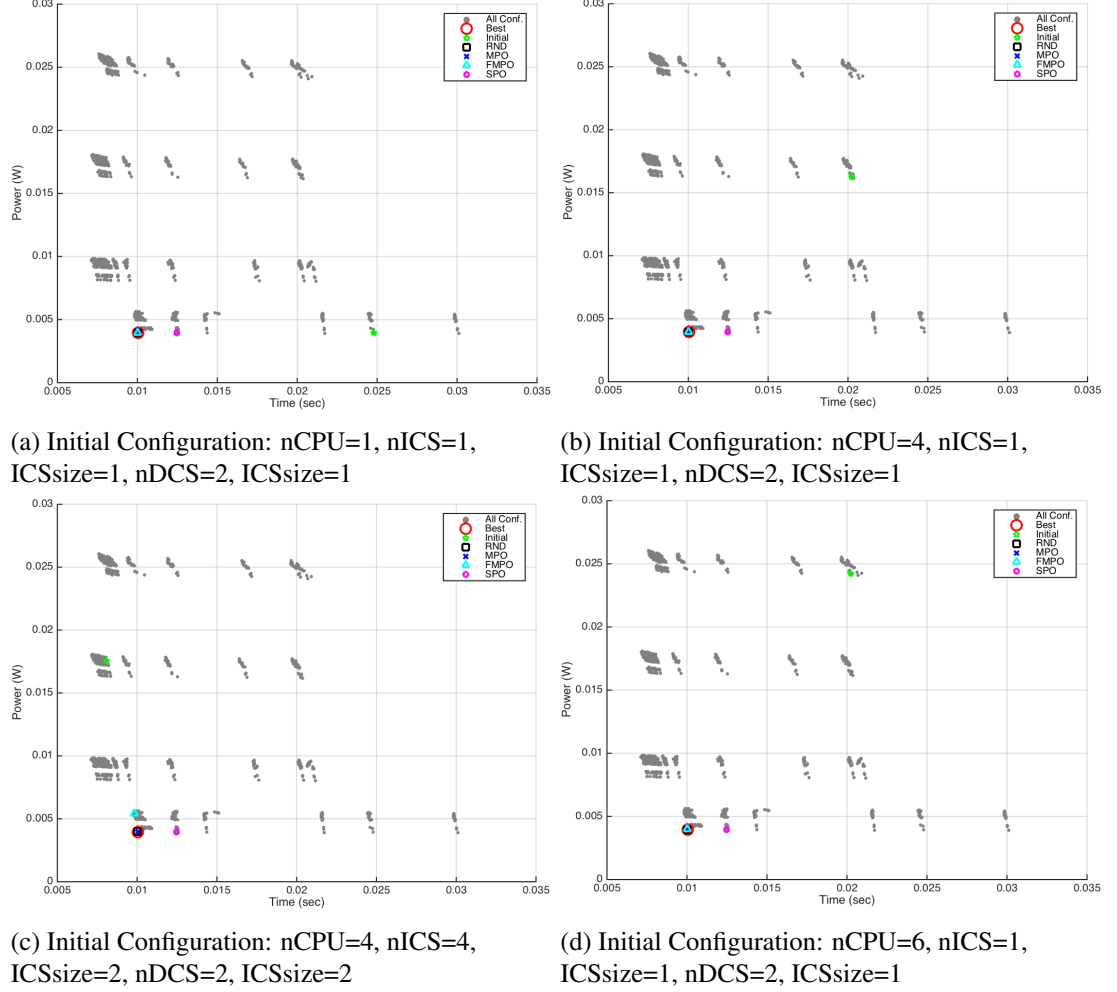 0.03
0.025
0.02
0.015
0.01
0.005
0
Power (W)
0.005 0.01 0.015 0.02 0.025 0.03 0.035
Time (sec)
All Conf.
Best
Initial
RND
MPO
FMPO
SPO
(a) Initial Configuration: nCPU=1, nICS=1,
ICSsize=1, nDCS=2, ICSsize=1
0.03
0.025
0.02
0.015
0.01
0.005
0
Power (W)
0.005 0.01 0.015 0.02 0.025 0.03 0.035
Time (sec)
All Conf.
Best
Initial
RND
MPO
FMPO
SPO
(b) Initial Configuration: nCPU=4, nICS=1,
ICSsize=1, nDCS=2, ICSsize=1
0.03
0.025
0.02
0.015
0.01
0.005
0
Power (W)
0.005 0.01 0.015 0.02 0.025 0.03 0.035
Time (sec)
All Conf.
Best
Initial
RND
MPO
FMPO
SPO
(c) Initial Configuration: nCPU=4, nICS=4,
ICSsize=2, nDCS=2, ICSsize=2
0.03
0.025
0.02
0.015
0.01
0.005
0
Power (W)
0.005 0.01 0.015 0.02 0.025 0.03 0.035
Time (sec)
All Conf.
Best
Initial
RND
MPO
FMPO
SPO
(d) Initial Configuration: nCPU=6, nICS=1,
ICSsize=1, nDCS=2, ICSsize=1